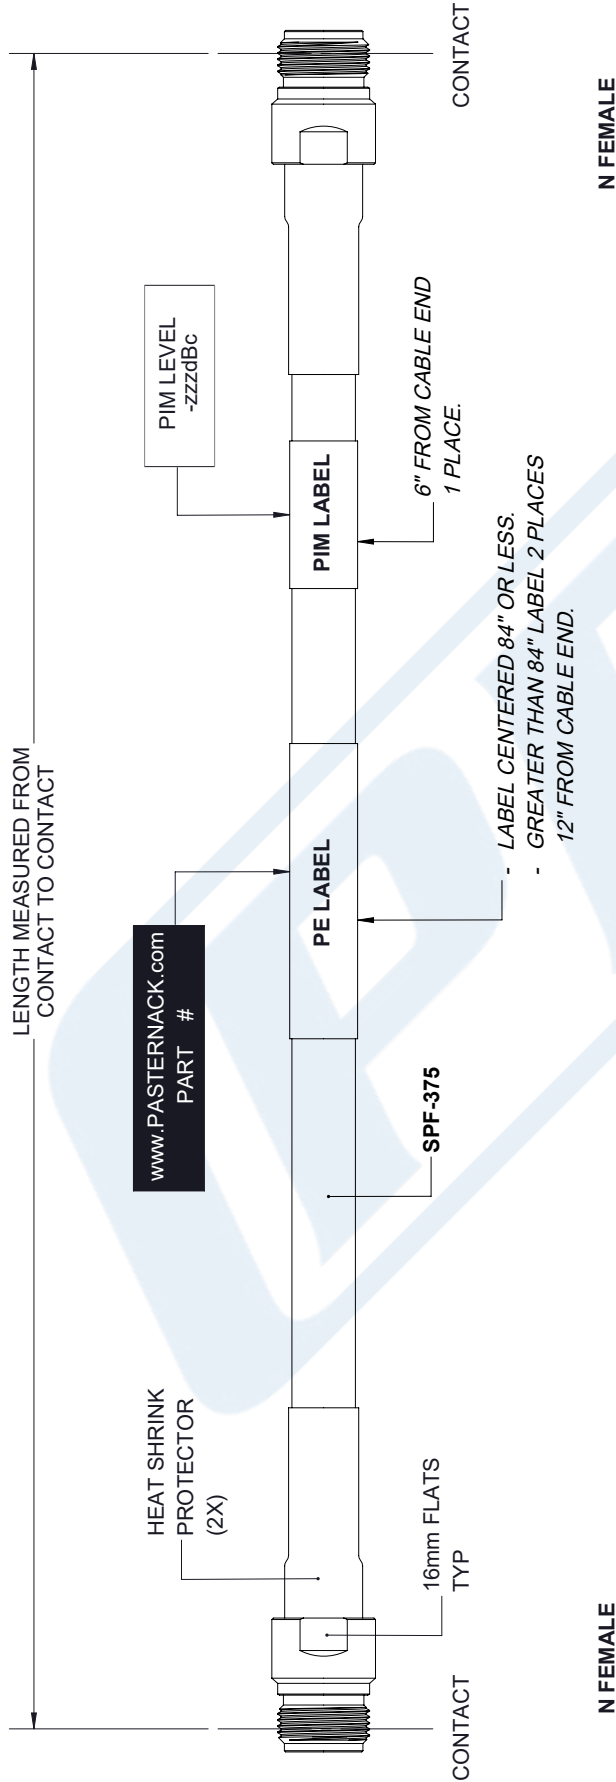 LENGTH MEASURED FROM
CONTACT TO CONTACT
www.PASTERNACK.com
PART #
PIM LEVEL
-zzzdBc
HEAT SHRINK
PROTECTOR
(2X)
PE LABEL
PIM LABEL
16mm FLATS
TYP
SPF-375
6" FROM CABLE END
1 PLACE.
CONTACT
CONTACT
- LABEL CENTERED 84" OR LESS.
- GREATER THAN 84" LABEL 2 PLACES
12" FROM CABLE END.
N FEMALE
N FEMALE